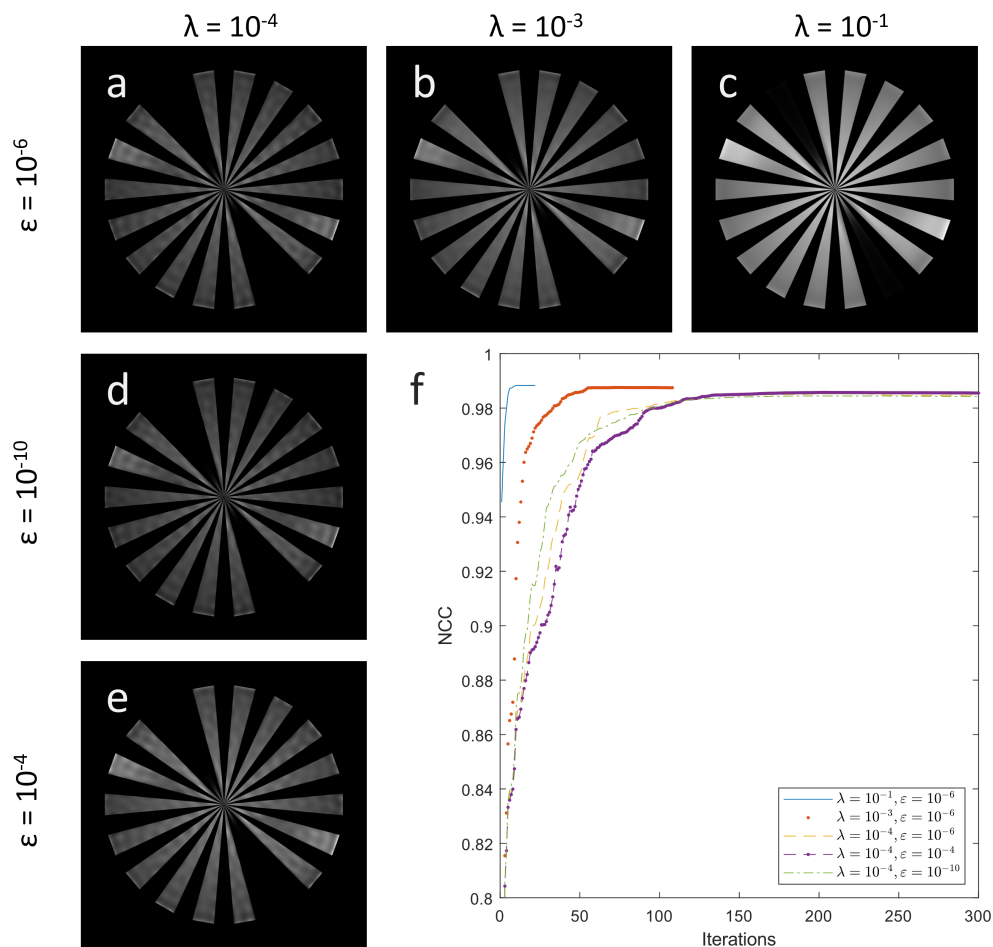 λ = 10⁻⁴ λ = 10⁻³ λ = 10⁻¹
ε = 10⁻⁶
a b c
ε = 10⁻¹⁰
d
ε = 10⁻⁴
e
f
1
0.98
0.96
0.94
0.92
0.9
0.88
0.86
0.84
0.82
0.8
NCC
λ = 10⁻¹, ε = 10⁻⁶
λ = 10⁻³, ε = 10⁻⁶
λ = 10⁻⁴, ε = 10⁻⁶
λ = 10⁻⁴, ε = 10⁻⁴
λ = 10⁻⁴, ε = 10⁻¹⁰
0 50 100 150 200 250 300
Iterations